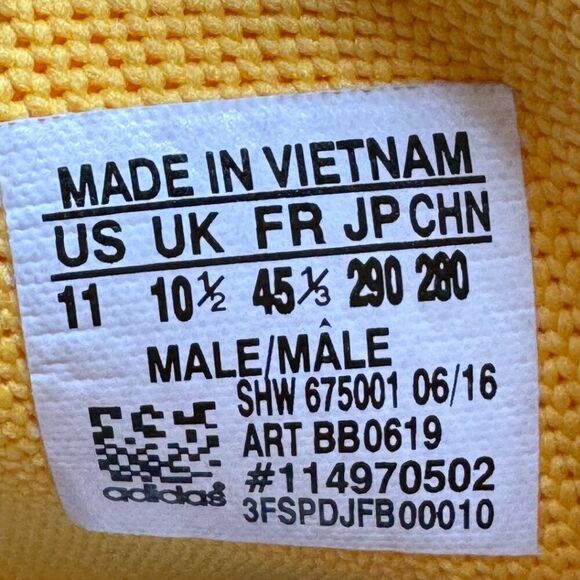 MADE IN VIETNAM
US UK FR JP CHN
11 10½ 45⅓ 290 280
MALE/MÂLE
SHW 675001 06/16
ART BB0619
#114970502
adidas® 3FSPDJFB00010